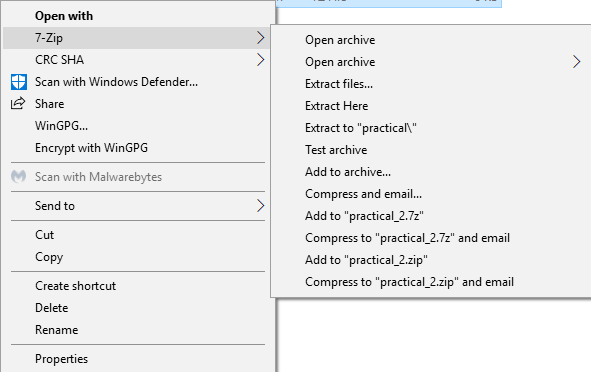 Open with
7-Zip
CRC SHA
Scan with Windows Defender...
Share
WinGPG...
Encrypt with WinGPG
Scan with Malwarebytes
Send to
Cut
Copy
Create shortcut
Delete
Rename
Properties
Open archive
Open archive
Extract files...
Extract Here
Extract to "practical\"
Test archive
Add to archive...
Compress and email...
Add to "practical_2.7z"
Compress to "practical_2.7z" and email
Add to "practical_2.zip"
Compress to "practical_2.zip" and email